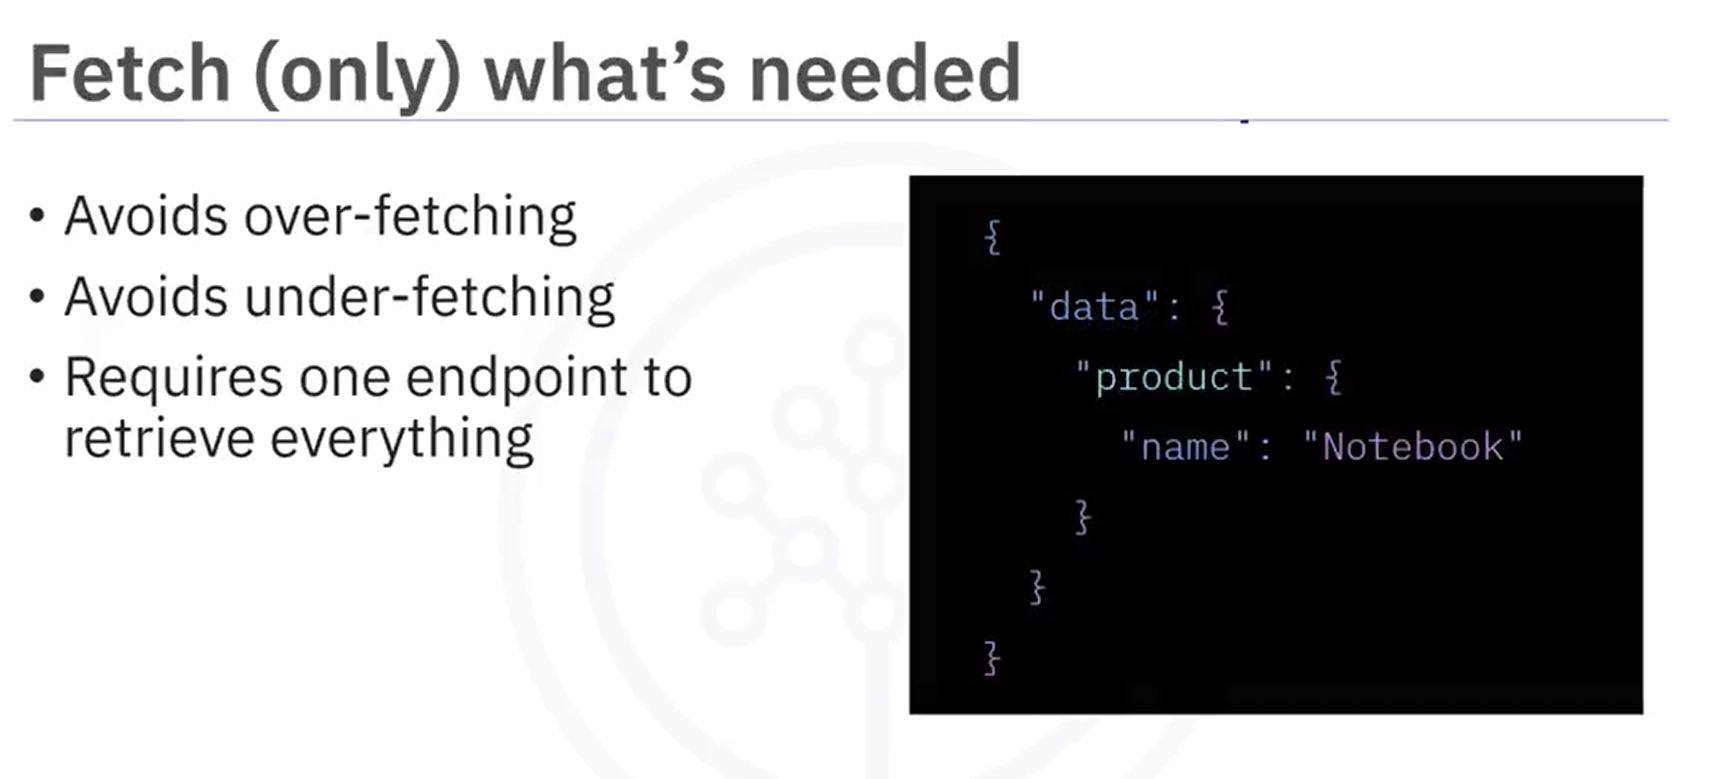 Fetch (only) what’s needed
• Avoids over-fetching
• Avoids under-fetching
• Requires one endpoint to
retrieve everything
{
"data": {
"product": {
"name": "Notebook"
}
}
}